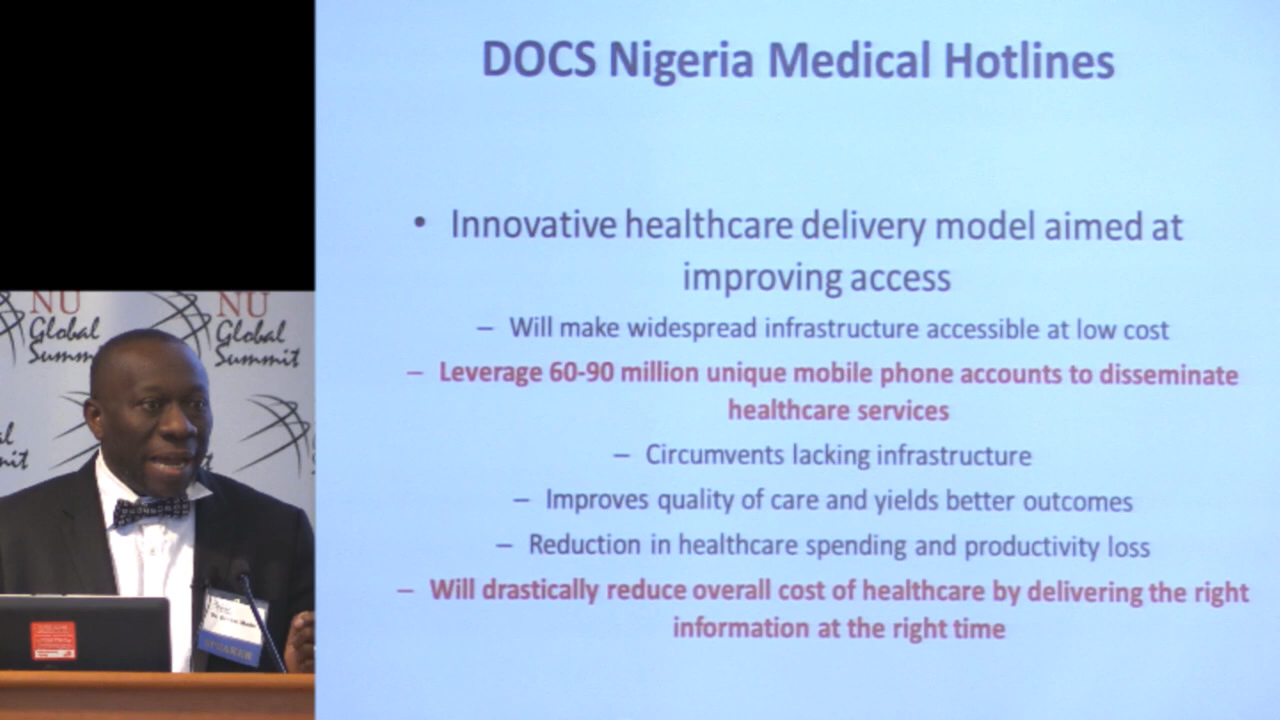 DOCS Nigeria Medical Hotlines
• Innovative healthcare delivery model aimed at
improving access
– Will make widespread infrastructure accessible at low cost
– Leverage 60-90 million unique mobile phone accounts to disseminate
healthcare services
– Circumvents lacking infrastructure
– Improves quality of care and yields better outcomes
– Reduction in healthcare spending and productivity loss
– Will drastically reduce overall cost of healthcare by delivering the right
information at the right time
NU
Global
Summit
NU
Global
Summit
SPEAKER